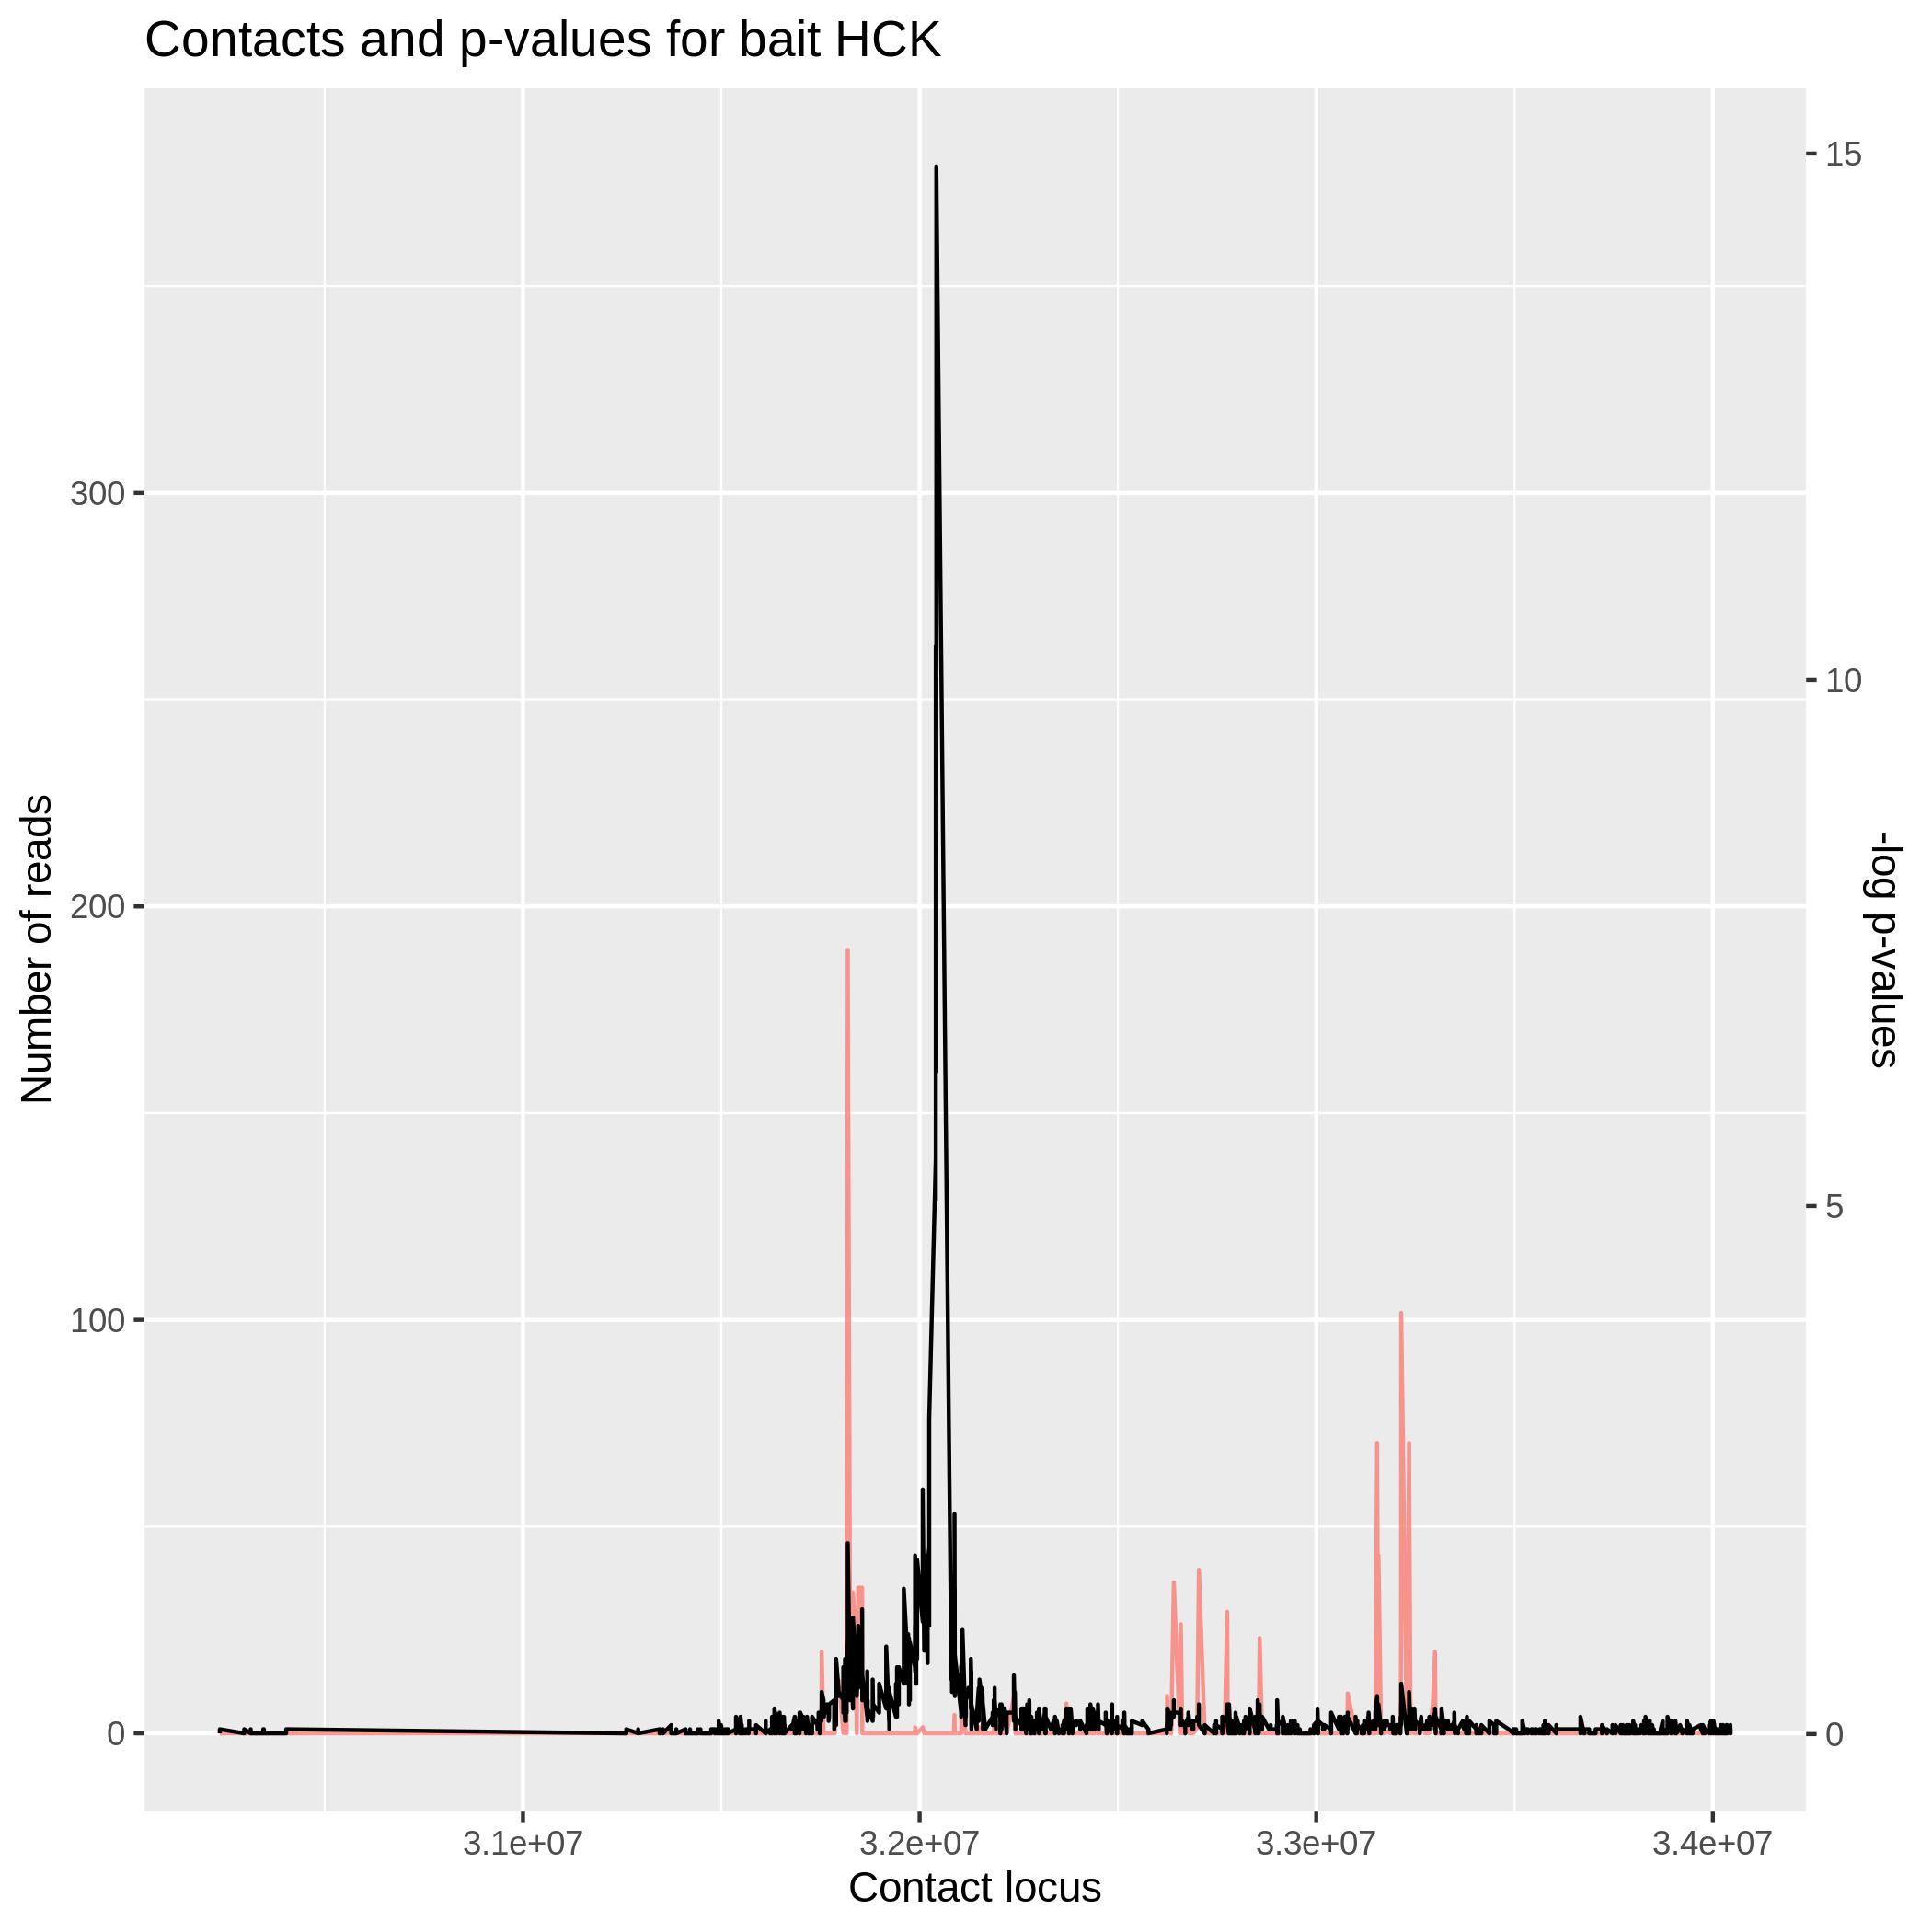 Contacts and p-values for bait HCK
15
10
5
0
-log p-values
300
200
100
0
Number of reads
3.1e+07 3.2e+07 3.3e+07 3.4e+07
Contact locus